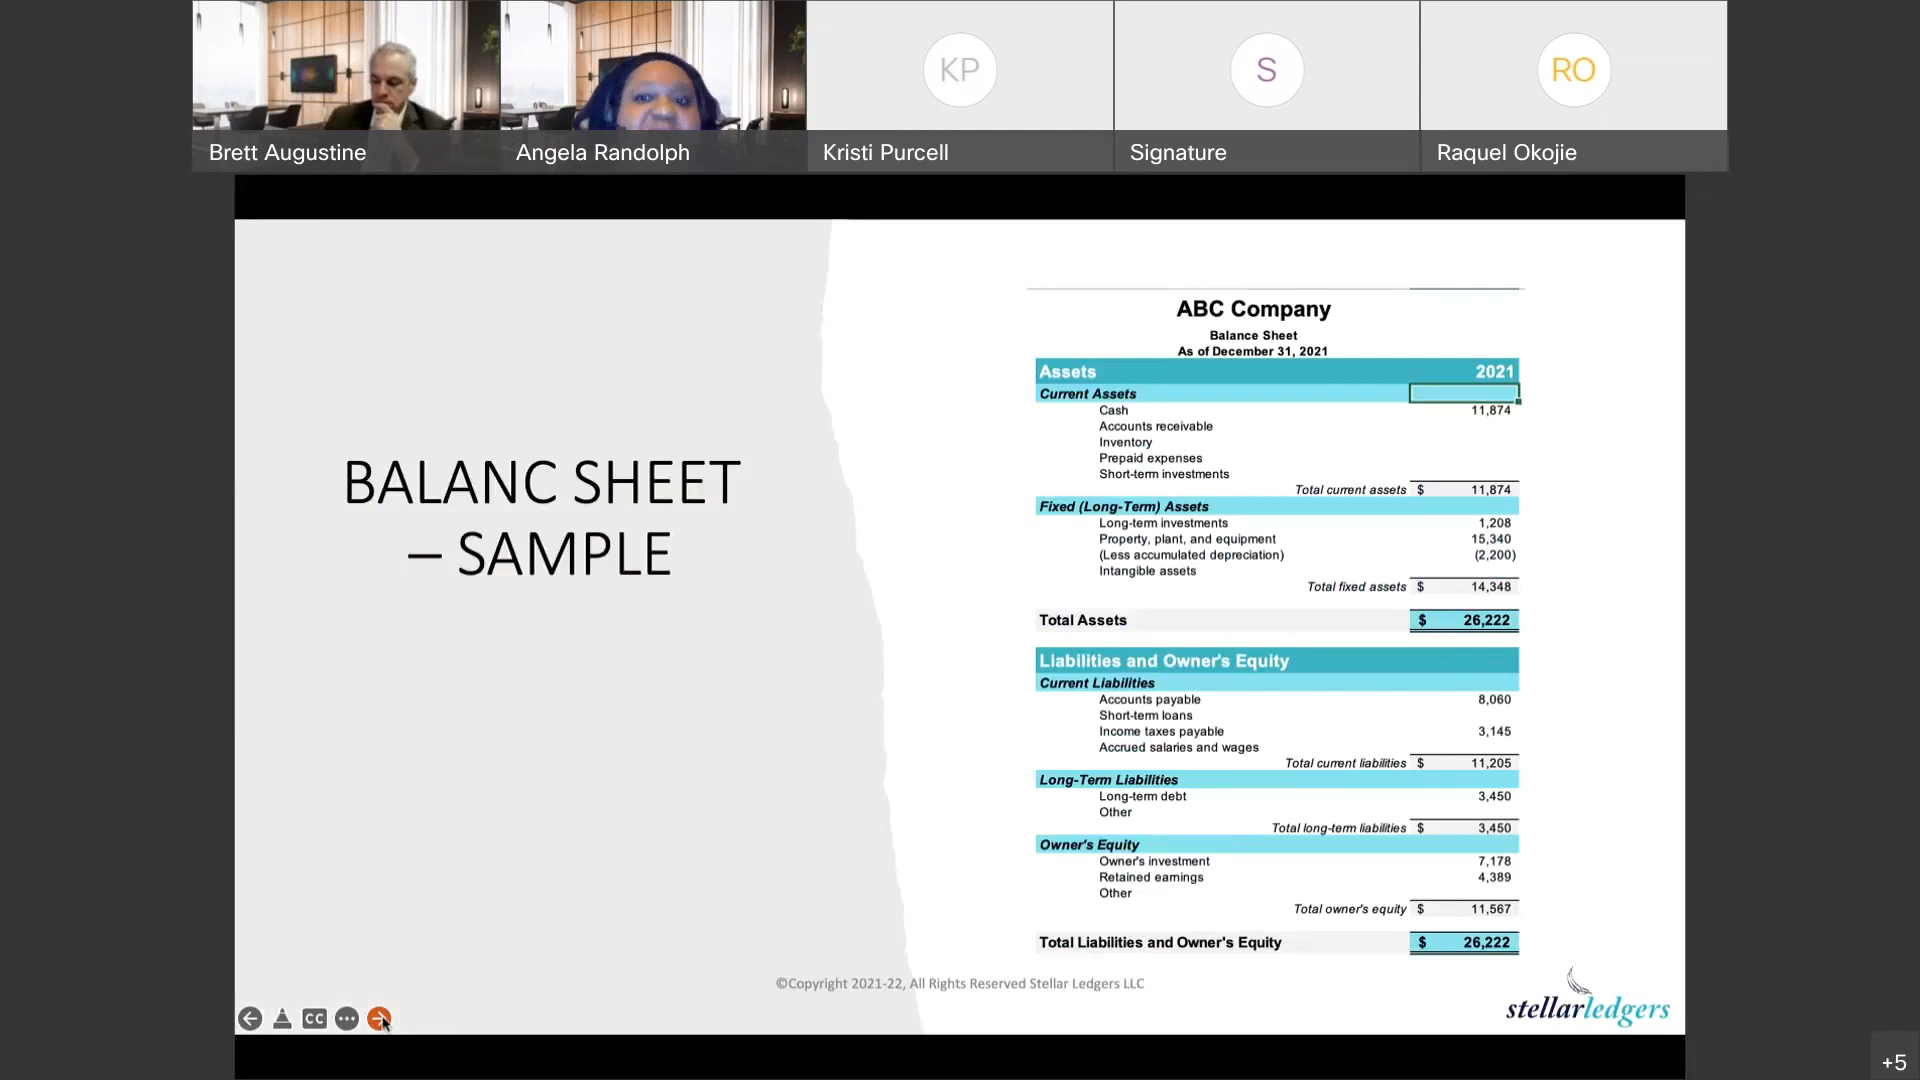 KP
S
RO
Brett Augustine
Angela Randolph
Kristi Purcell
Signature
Raquel Okojie
BALANC SHEET
– SAMPLE
ABC Company
Balance Sheet
As of December 31, 2021
Assets 2021
Current Assets
Cash 11,874
Accounts receivable
Inventory
Prepaid expenses
Short-term investments
Total current assets $ 11,874
Fixed (Long-Term) Assets
Long-term investments 1,208
Property, plant, and equipment 15,340
(Less accumulated depreciation) (2,200)
Intangible assets
Total fixed assets $ 14,348
Total Assets $ 26,222
Liabilities and Owner's Equity
Current Liabilities
Accounts payable 8,060
Short-term loans
Income taxes payable 3,145
Accrued salaries and wages
Total current liabilities $ 11,205
Long-Term Liabilities
Long-term debt 3,450
Other
Total long-term liabilities $ 3,450
Owner's Equity
Owner's investment 7,178
Retained earnings 4,389
Other
Total owner's equity $ 11,567
Total Liabilities and Owner's Equity $ 26,222
©Copyright 2021-22, All Rights Reserved Stellar Ledgers LLC
stellarledgers
CC
+5